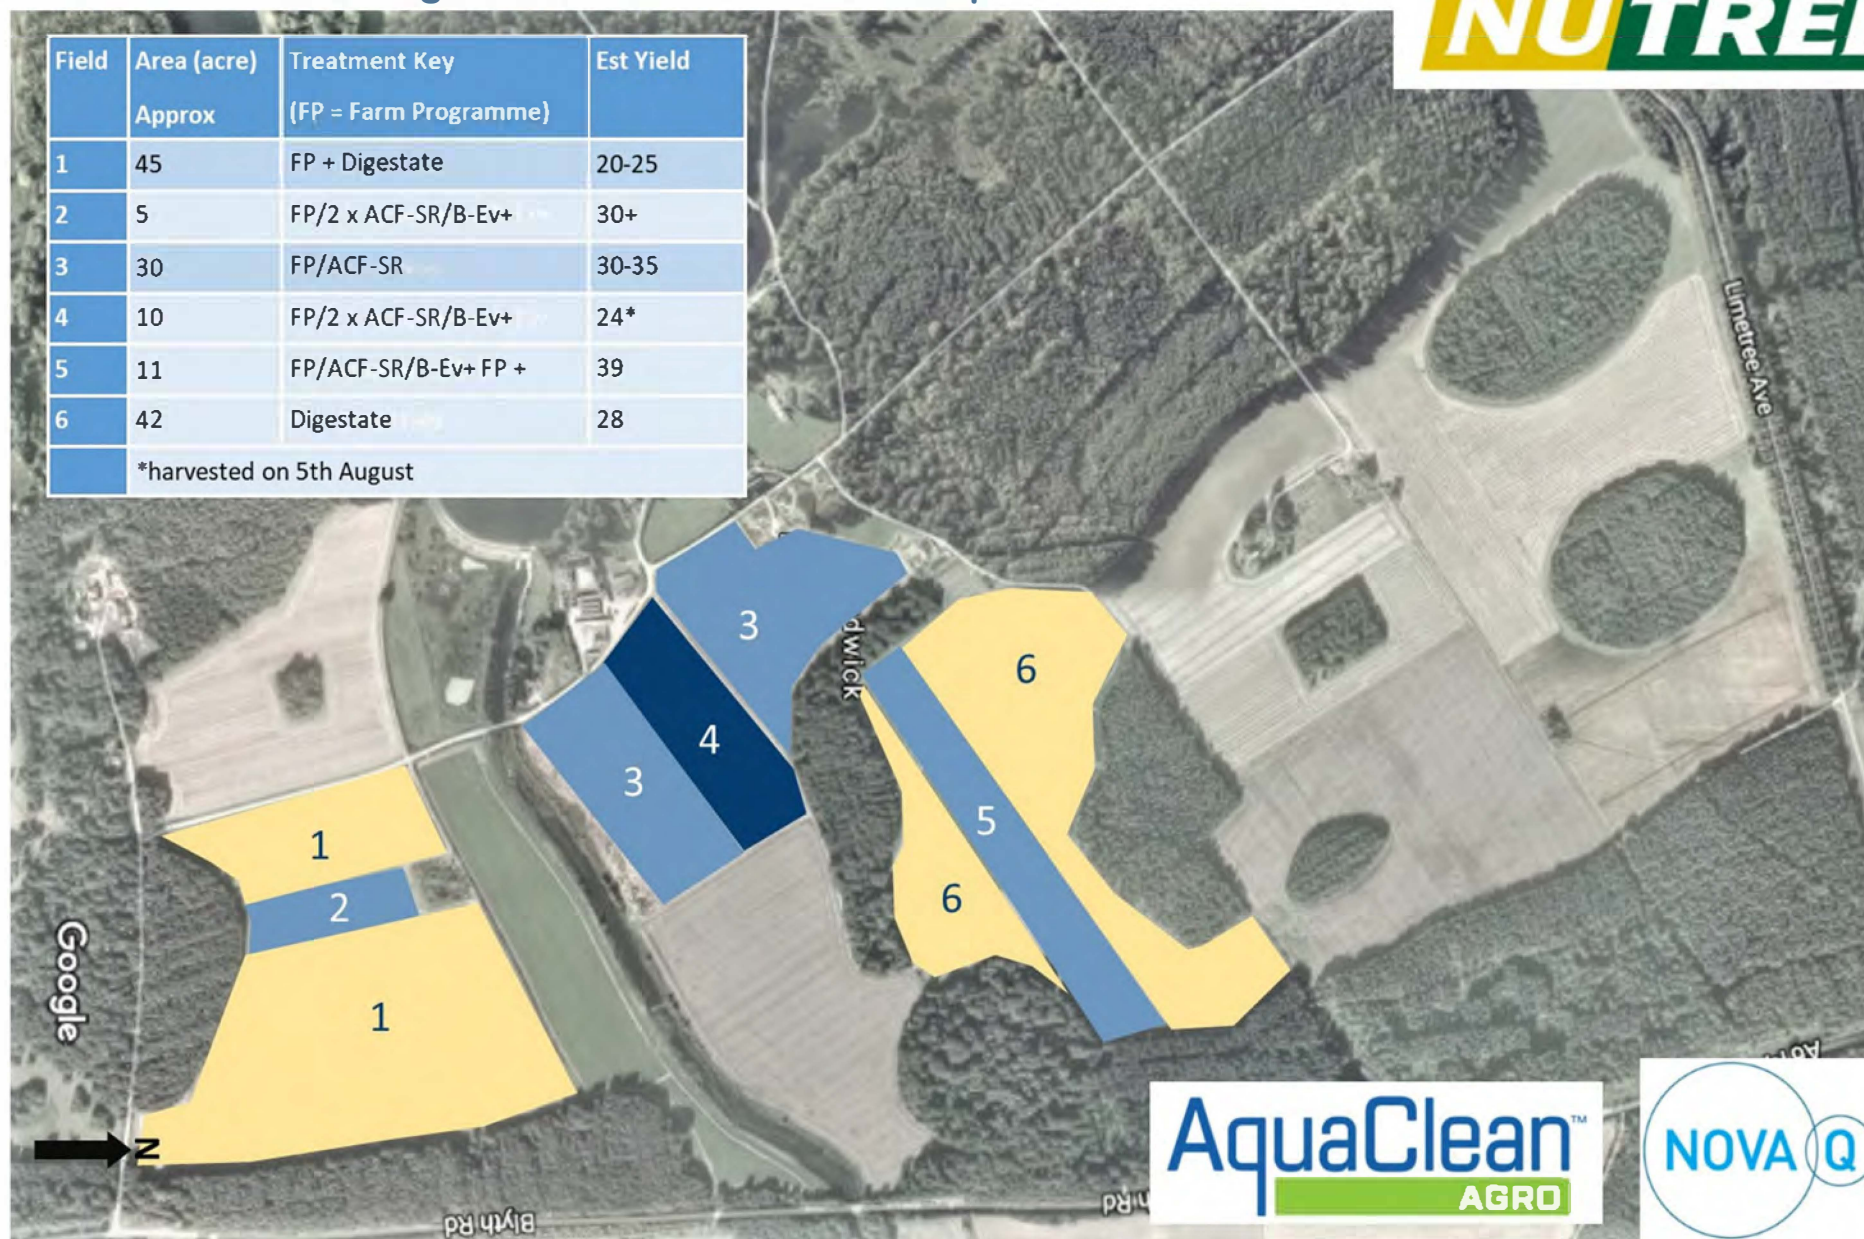 NUTREE
Field Area (acre) Approx Treatment Key (FP = Farm Programme) Est Yield
1 45 FP + Digestate 20-25
2 5 FP/2 x ACF-SR/B-Ev+ 30+
3 30 FP/ACF-SR 30-35
4 10 FP/2 x ACF-SR/B-Ev+ 24*
5 11 FP/ACF-SR/B-Ev+ FP + 39
6 42 Digestate 28
*harvested on 5th August
Limetree Ave
3
dwick
6
4
3
5
1
6
2
1
Google
N
Blyth Rd
h Rd
AquaClean™
AGRO
NOVA Q